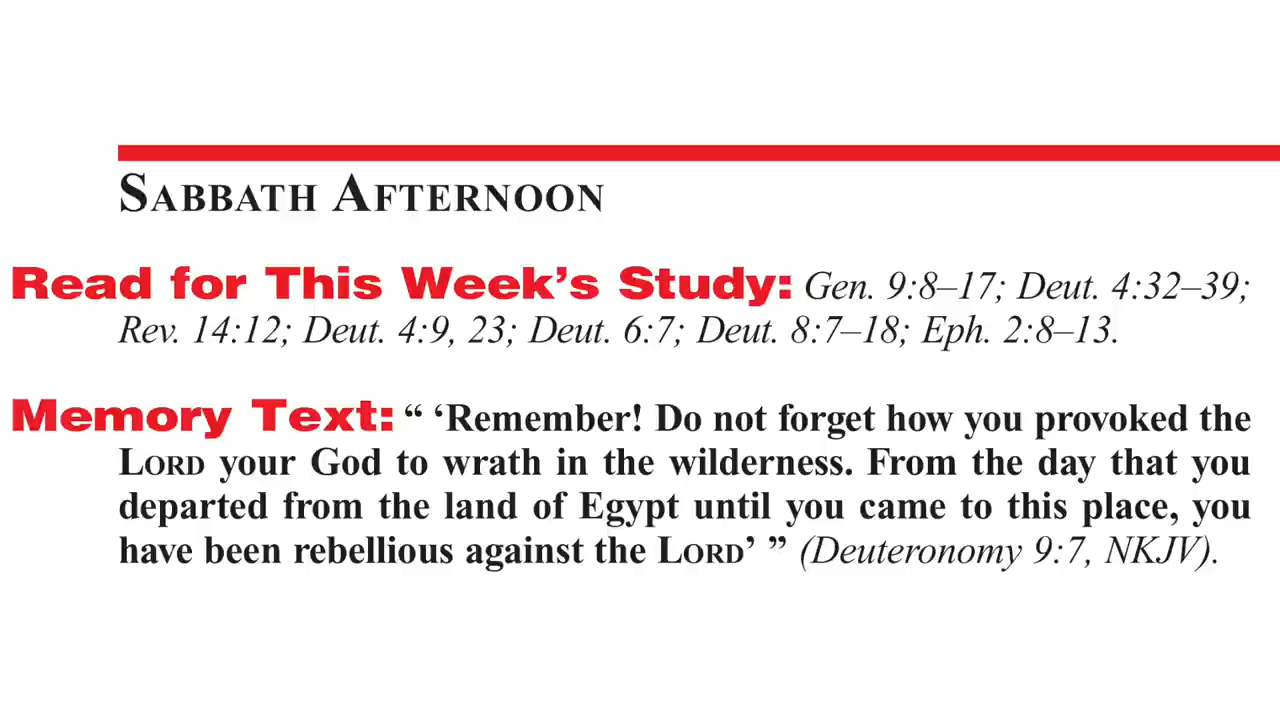 SABBATH AFTERNOON
Read for This Week’s Study: Gen. 9:8–17; Deut. 4:32–39;
Rev. 14:12; Deut. 4:9, 23; Deut. 6:7; Deut. 8:7–18; Eph. 2:8–13.
Memory Text: “ ‘Remember! Do not forget how you provoked the
LORD your God to wrath in the wilderness. From the day that you
departed from the land of Egypt until you came to this place, you
have been rebellious against the LORD’ ” (Deuteronomy 9:7, NKJV).